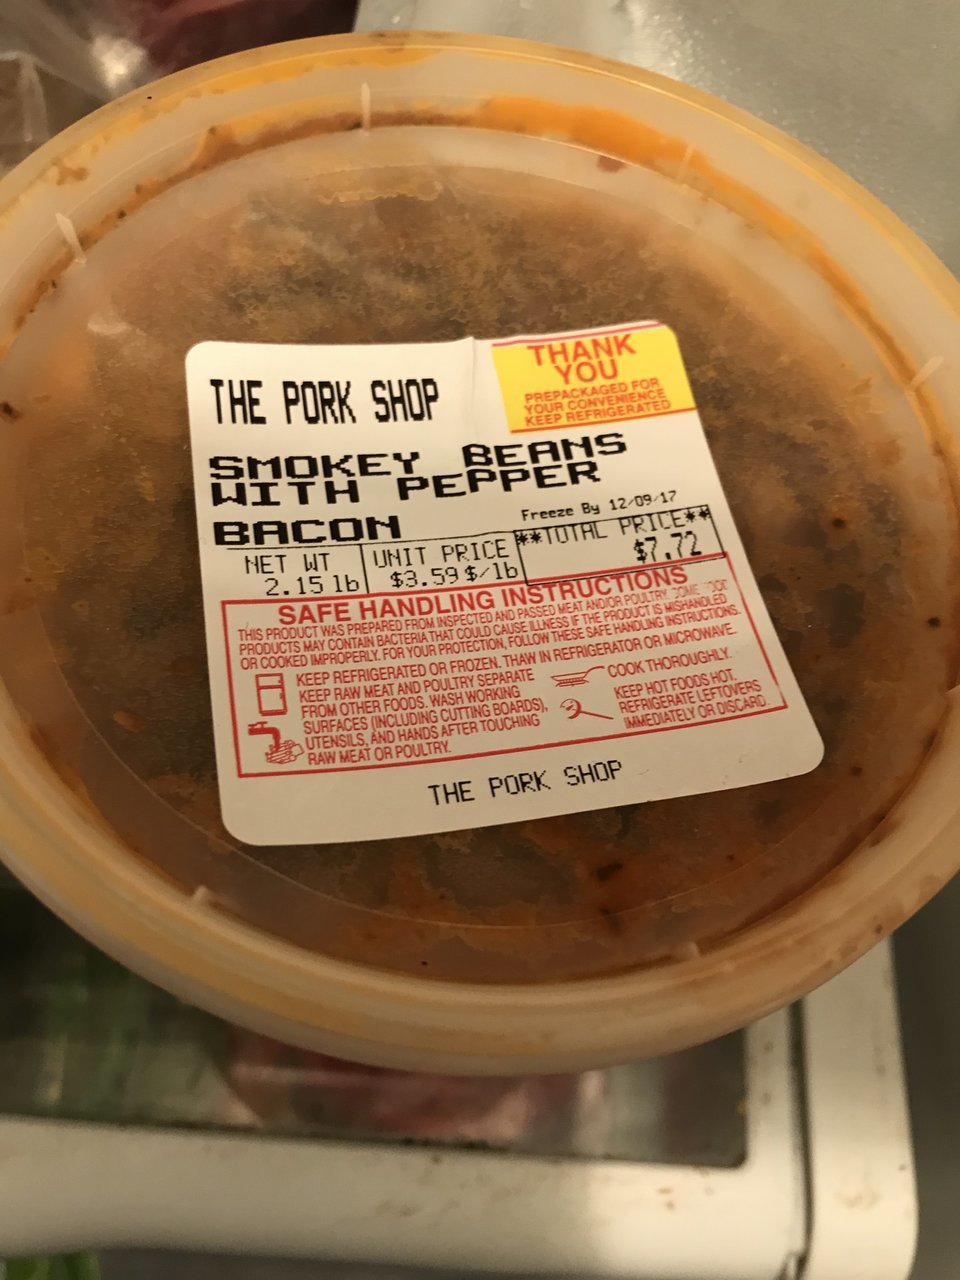 THE PORK SHOP
THANK
YOU
PREPACKAGED FOR
YOUR CONVENIENCE
KEEP REFRIGERATED
SMOKEY BEANS
WITH PEPPER
BACON
Freeze By 12/09/17
NET WT
2.15 lb
UNIT PRICE
$3.59 $/lb
**TOTAL PRICE**
$7.72
SAFE HANDLING INSTRUCTIONS
THIS PRODUCT WAS PREPARED FROM INSPECTED AND PASSED MEAT AND/OR POULTRY. SOME FOOD
PRODUCTS MAY CONTAIN BACTERIA THAT COULD CAUSE ILLNESS IF THE PRODUCT IS MISHANDLED
OR COOKED IMPROPERLY. FOR YOUR PROTECTION, FOLLOW THESE SAFE HANDLING INSTRUCTIONS.
KEEP REFRIGERATED OR FROZEN. THAW IN REFRIGERATOR OR MICROWAVE.
KEEP RAW MEAT AND POULTRY SEPARATE
FROM OTHER FOODS. WASH WORKING
SURFACES (INCLUDING CUTTING BOARDS),
UTENSILS, AND HANDS AFTER TOUCHING
RAW MEAT OR POULTRY.
COOK THOROUGHLY.
KEEP HOT FOODS HOT.
REFRIGERATE LEFTOVERS
IMMEDIATELY OR DISCARD.
THE PORK SHOP